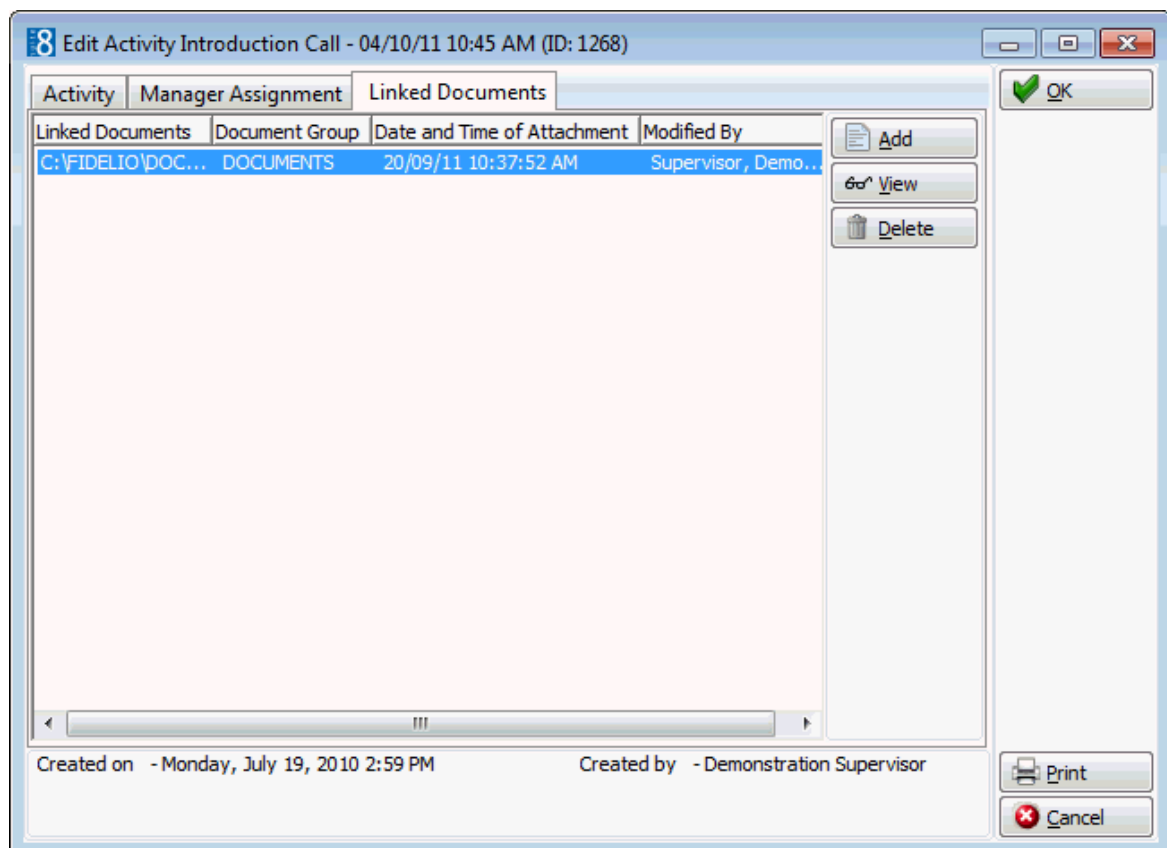 8 Edit Activity Introduction Call - 04/10/11 10:45 AM (ID: 1268)
Activity Manager Assignment Linked Documents
OK
Linked Documents Document Group Date and Time of Attachment Modified By
C:\FIDELIO\DOC... DOCUMENTS 20/09/11 10:37:52 AM Supervisor, Demo...
Add
View
Delete
Created on - Monday, July 19, 2010 2:59 PM Created by - Demonstration Supervisor
Print
Cancel